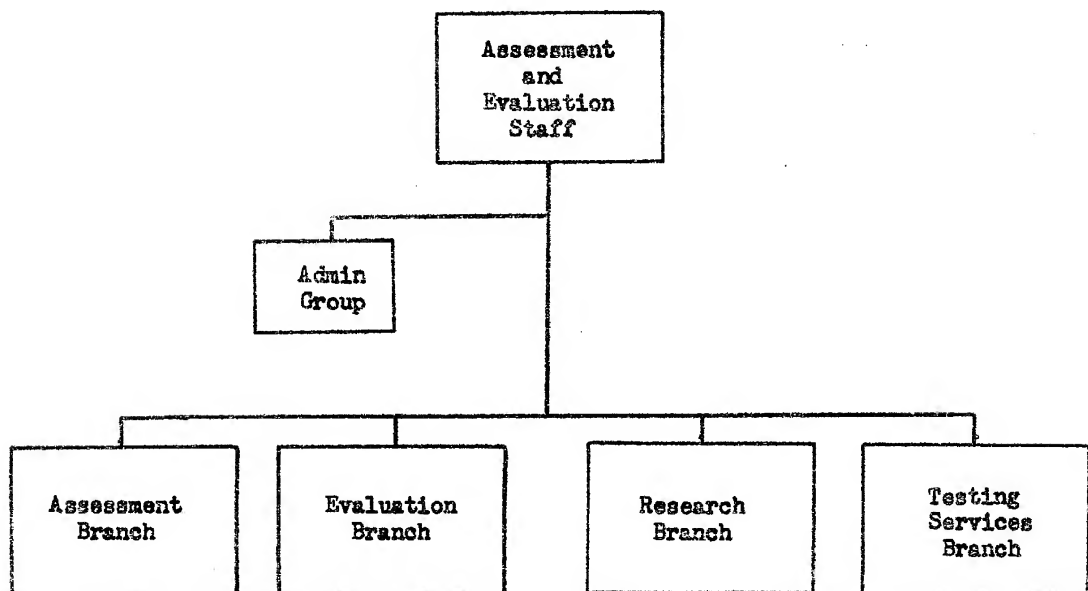 Assessment
and
Evaluation
Staff
Admin
Group
Assessment
Branch
Evaluation
Branch
Research
Branch
Testing
Services
Branch